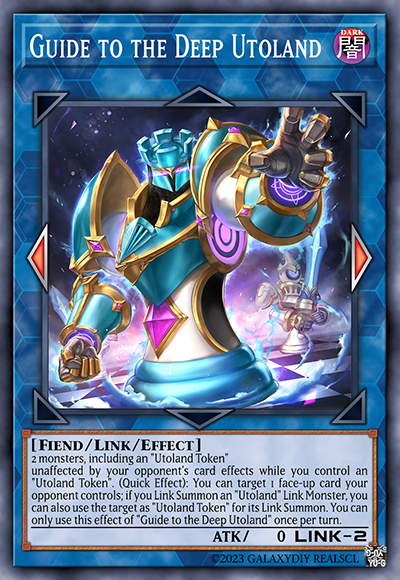 GUIDE TO THE DEEP UTOLAND
DARK
闇
[FIEND/LINK/EFFECT]
2 monsters, including an "Utoland Token"
unaffected by your opponent's card effects while you control an
"Utoland Token". (Quick Effect): You can target 1 face-up card your
opponent controls; if you Link Summon an "Utoland" Link Monster, you
can also use the target as "Utoland Token" for its Link Summon. You can
only use this effect of "Guide to the Deep Utoland" once per turn.
ATK/ 0 LINK-2
©2023 GALAXYDIY REALSCL